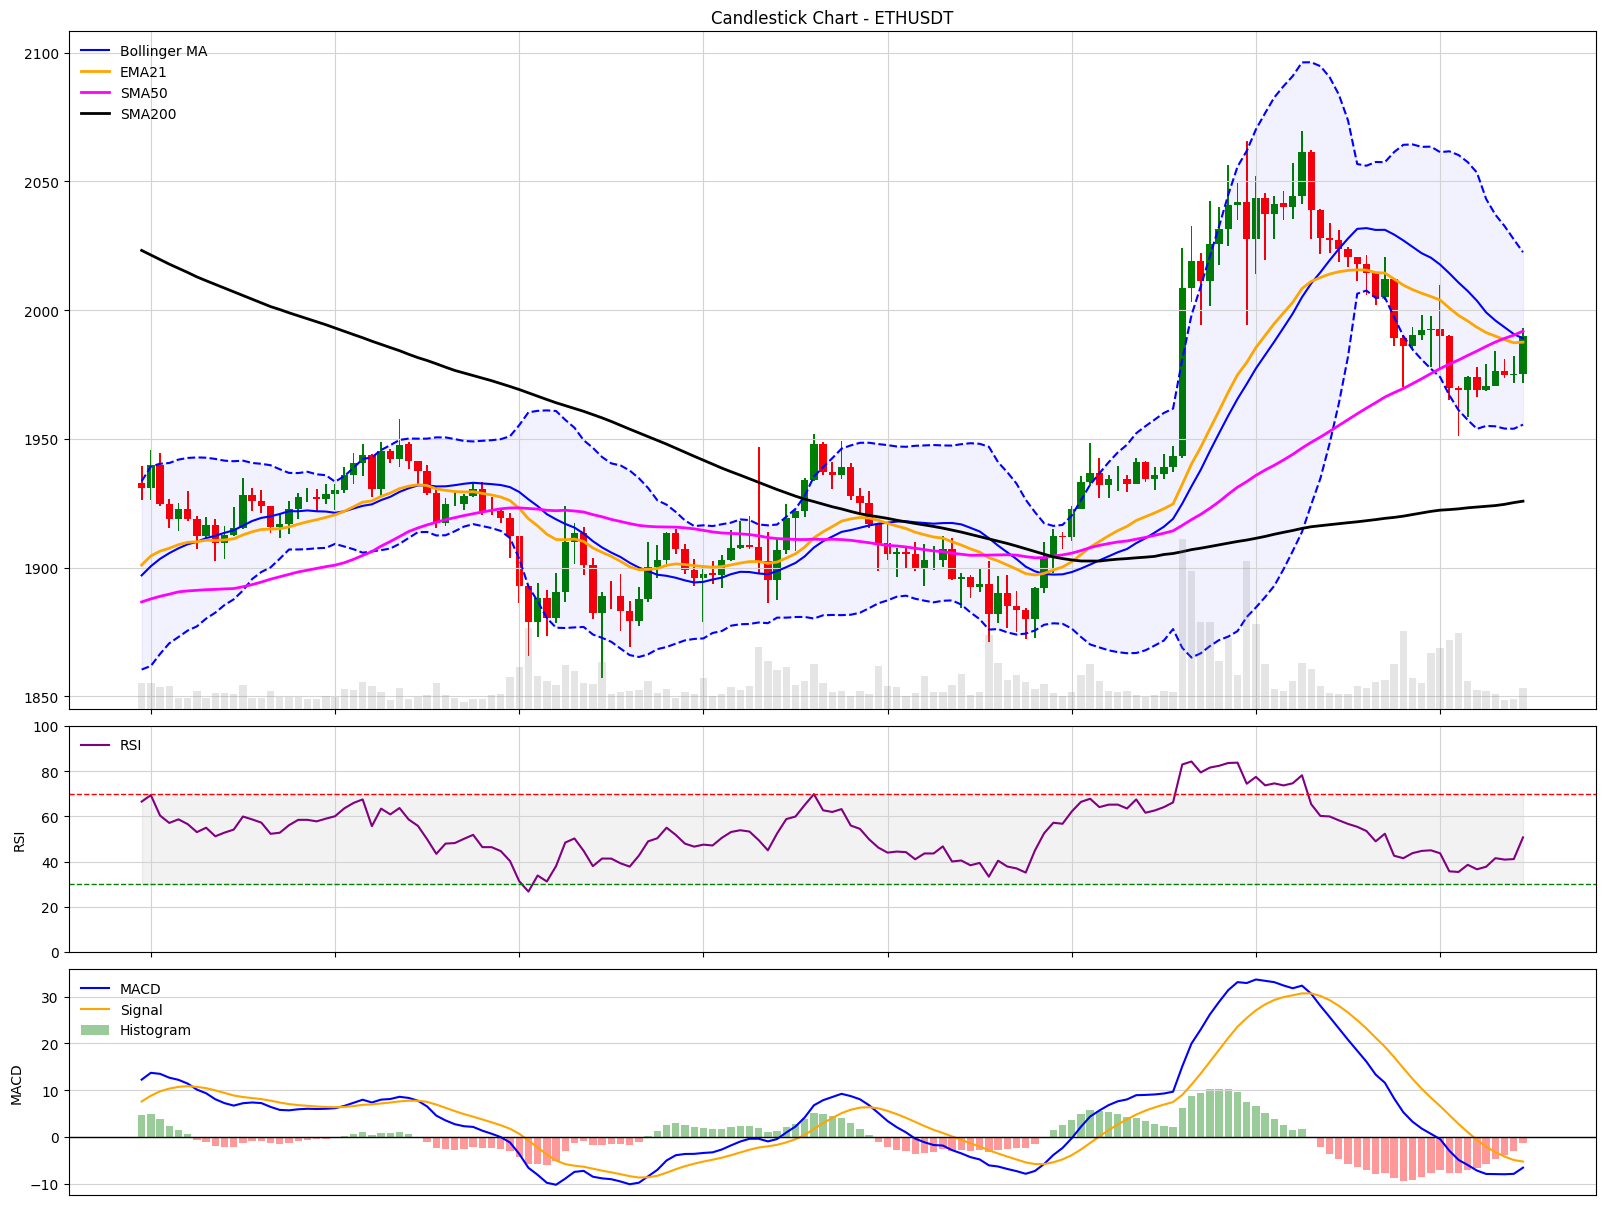 Candlestick Chart - ETHUSDT
2100
2050
2000
1950
1900
1850
Bollinger MA
EMA21
SMA50
SMA200
100
80
60
40
20
0
RSI
RSI
30
20
10
0
−10
MACD
MACD
Signal
Histogram